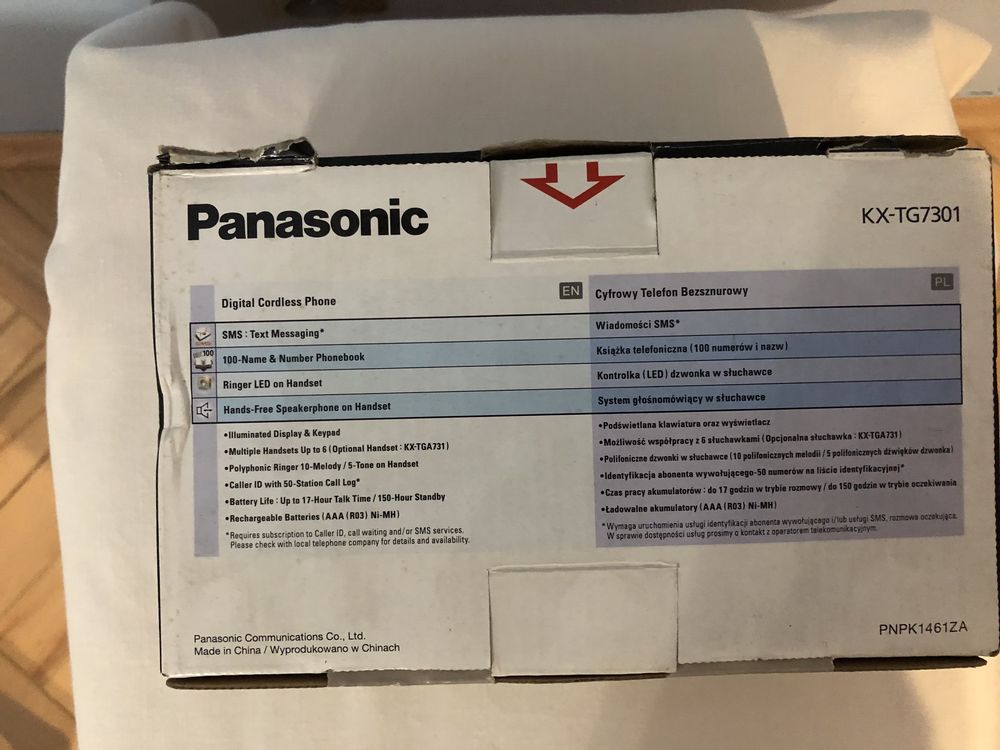 Panasonic
KX-TG7301
Digital Cordless Phone
EN
SMS : Text Messaging*
100-Name & Number Phonebook
Ringer LED on Handset
Hands-Free Speakerphone on Handset
•Illuminated Display & Keypad
•Multiple Handsets Up to 6 (Optional Handset : KX-TGA731)
•Polyphonic Ringer 10-Melody / 5-Tone on Handset
•Caller ID with 50-Station Call Log*
•Battery Life : Up to 17-Hour Talk Time / 150-Hour Standby
•Rechargeable Batteries (AAA (R03) Ni-MH)
*Requires subscription to Caller ID, call waiting and/or SMS services.
Please check with local telephone company for details and availability.
Cyfrowy Telefon Bezsznurowy
PL
Wiadomości SMS*
Książka telefoniczna (100 numerów i nazw)
Kontrolka (LED) dzwonka w słuchawce
System głośnomówiący w słuchawce
•Podświetlana klawiatura oraz wyświetlacz
•Możliwość współpracy z 6 słuchawkami (Opcjonalna słuchawka : KX-TGA731)
•Polifoniczne dzwonki w słuchawce (10 polifonicznych melodii / 5 polifonicznych dźwięków dzwonka)
•Identyfikacja abonenta wywołującego-50 numerów na liście identyfikacyjnej*
•Czas pracy akumulatorów : do 17 godzin w trybie rozmowy / do 150 godzin w trybie oczekiwania
•Ładowalne akumulatory (AAA (R03) Ni-MH)
*Wymaga uruchomienia usługi identyfikacji abonenta wywołującego i/lub usługi SMS, rozmowa oczekująca.
W sprawie dostępności usług prosimy o kontakt z operatorem telekomunikacyjnym.
Panasonic Communications Co., Ltd.
Made in China / Wyprodukowano w Chinach
PNPK1461ZA